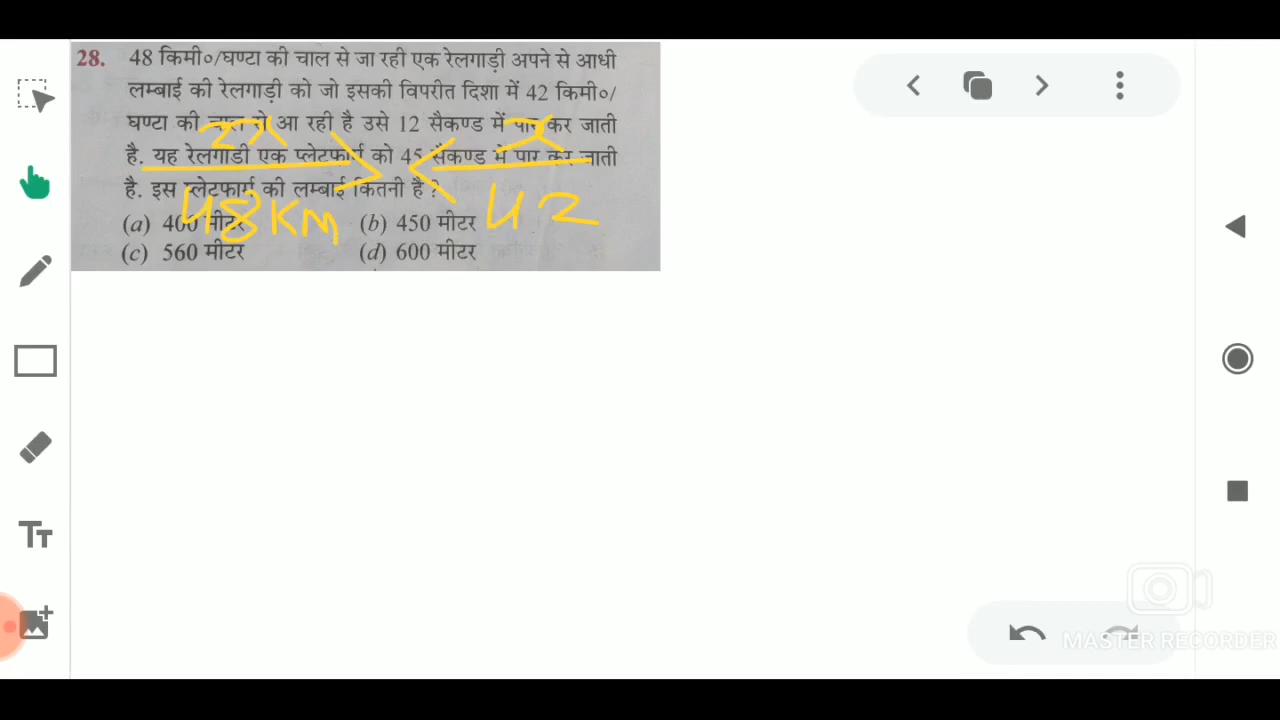 28. 48 किमी०/घण्टा की चाल से जा रही एक रेलगाड़ी अपने से आधी
लम्बाई की रेलगाड़ी को जो इसकी विपरीत दिशा में 42 किमी०/
घण्टा की चाल से आ रही है उसे 12 सैकण्ड में पार कर जाती
2x x
है. यह रेलगाडी एक प्लेटफार्म को 45 सैकण्ड में पार कर जाती
है. इस प्लेटफार्म की लम्बाई कितनी है ?
48KM 42
(a) 400 मीटर (b) 450 मीटर
(c) 560 मीटर (d) 600 मीटर
TT
MASTER RECORDER